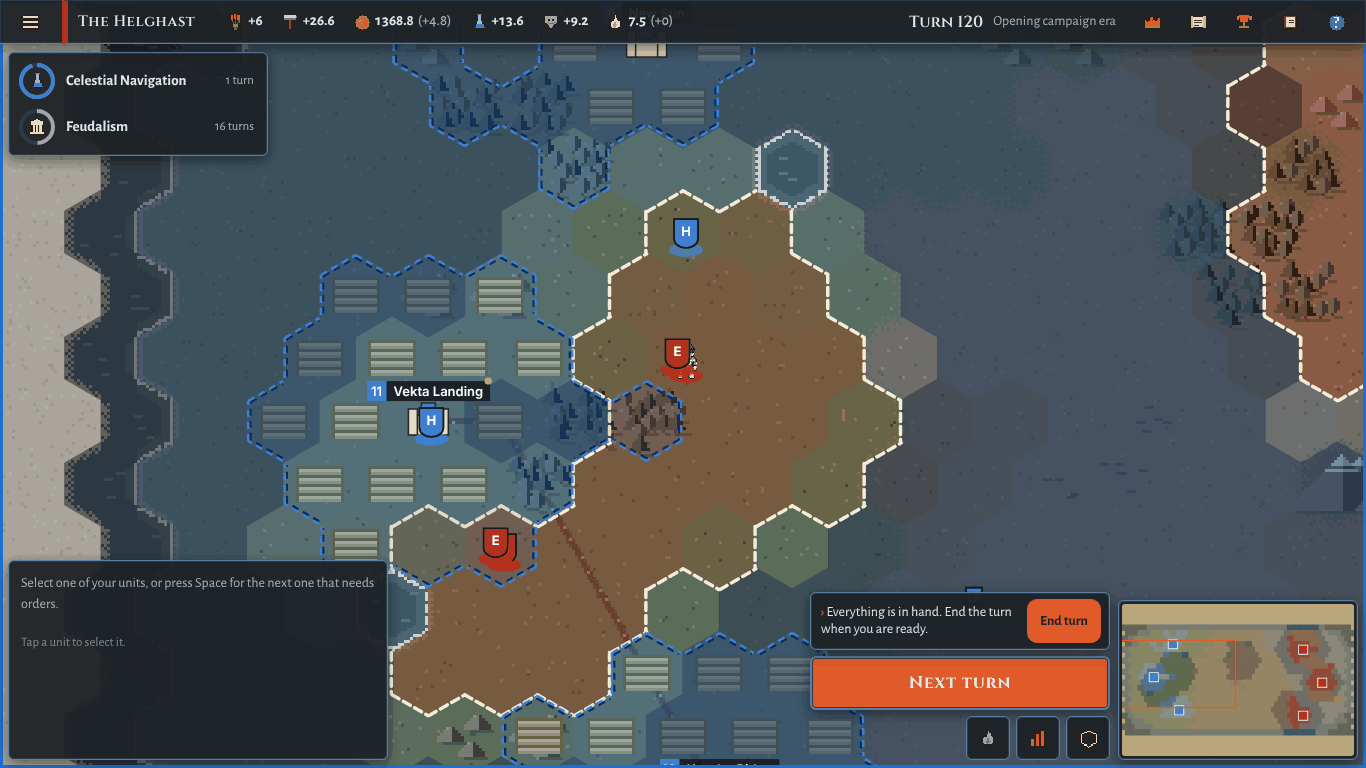 The Helghast
+6
+26.6
1368.8 (+4.8)
+13.6
+9.2
7.5 (+0)
Turn 120
Opening campaign era
?
Celestial Navigation
1 turn
Feudalism
16 turns
H
E
11 Vekta Landing
H
E
Select one of your units, or press Space for the next one that needs
orders.
Tap a unit to select it.
› Everything is in hand. End the turn
when you are ready.
End turn
Next turn